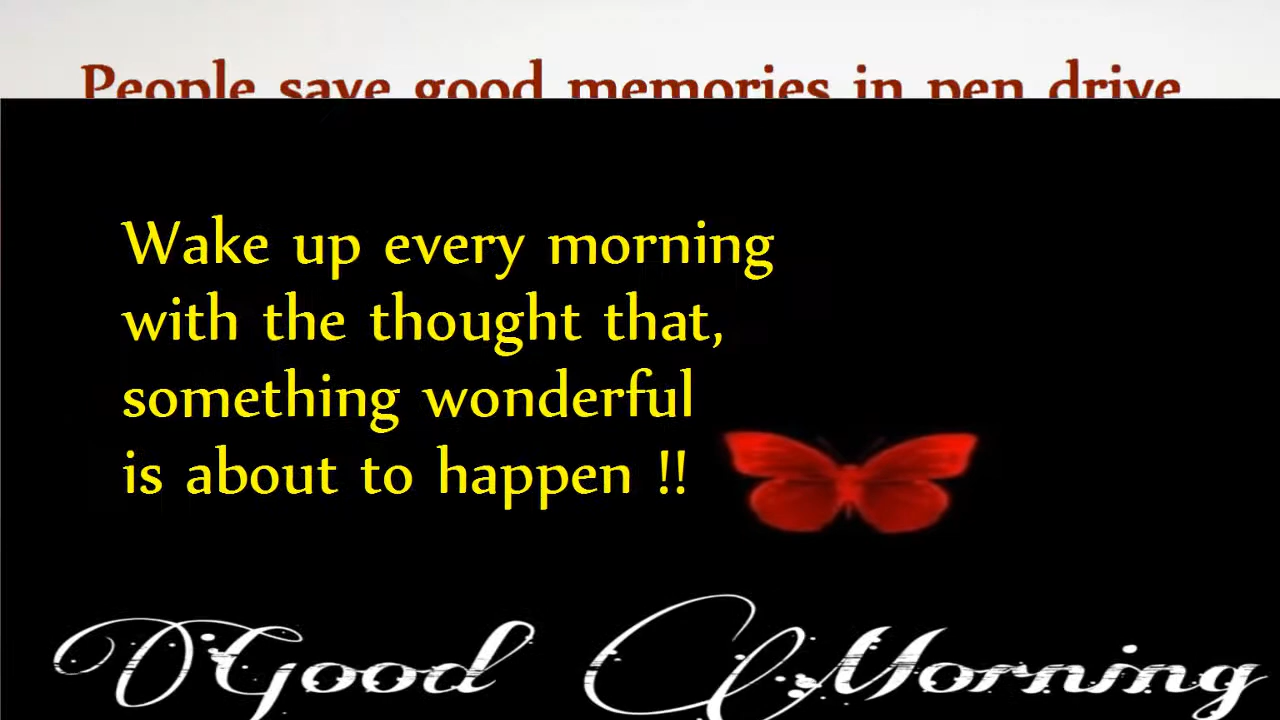 People save good memories in pen drive
Wake up every morning
with the thought that,
something wonderful
is about to happen !!
Good Morning